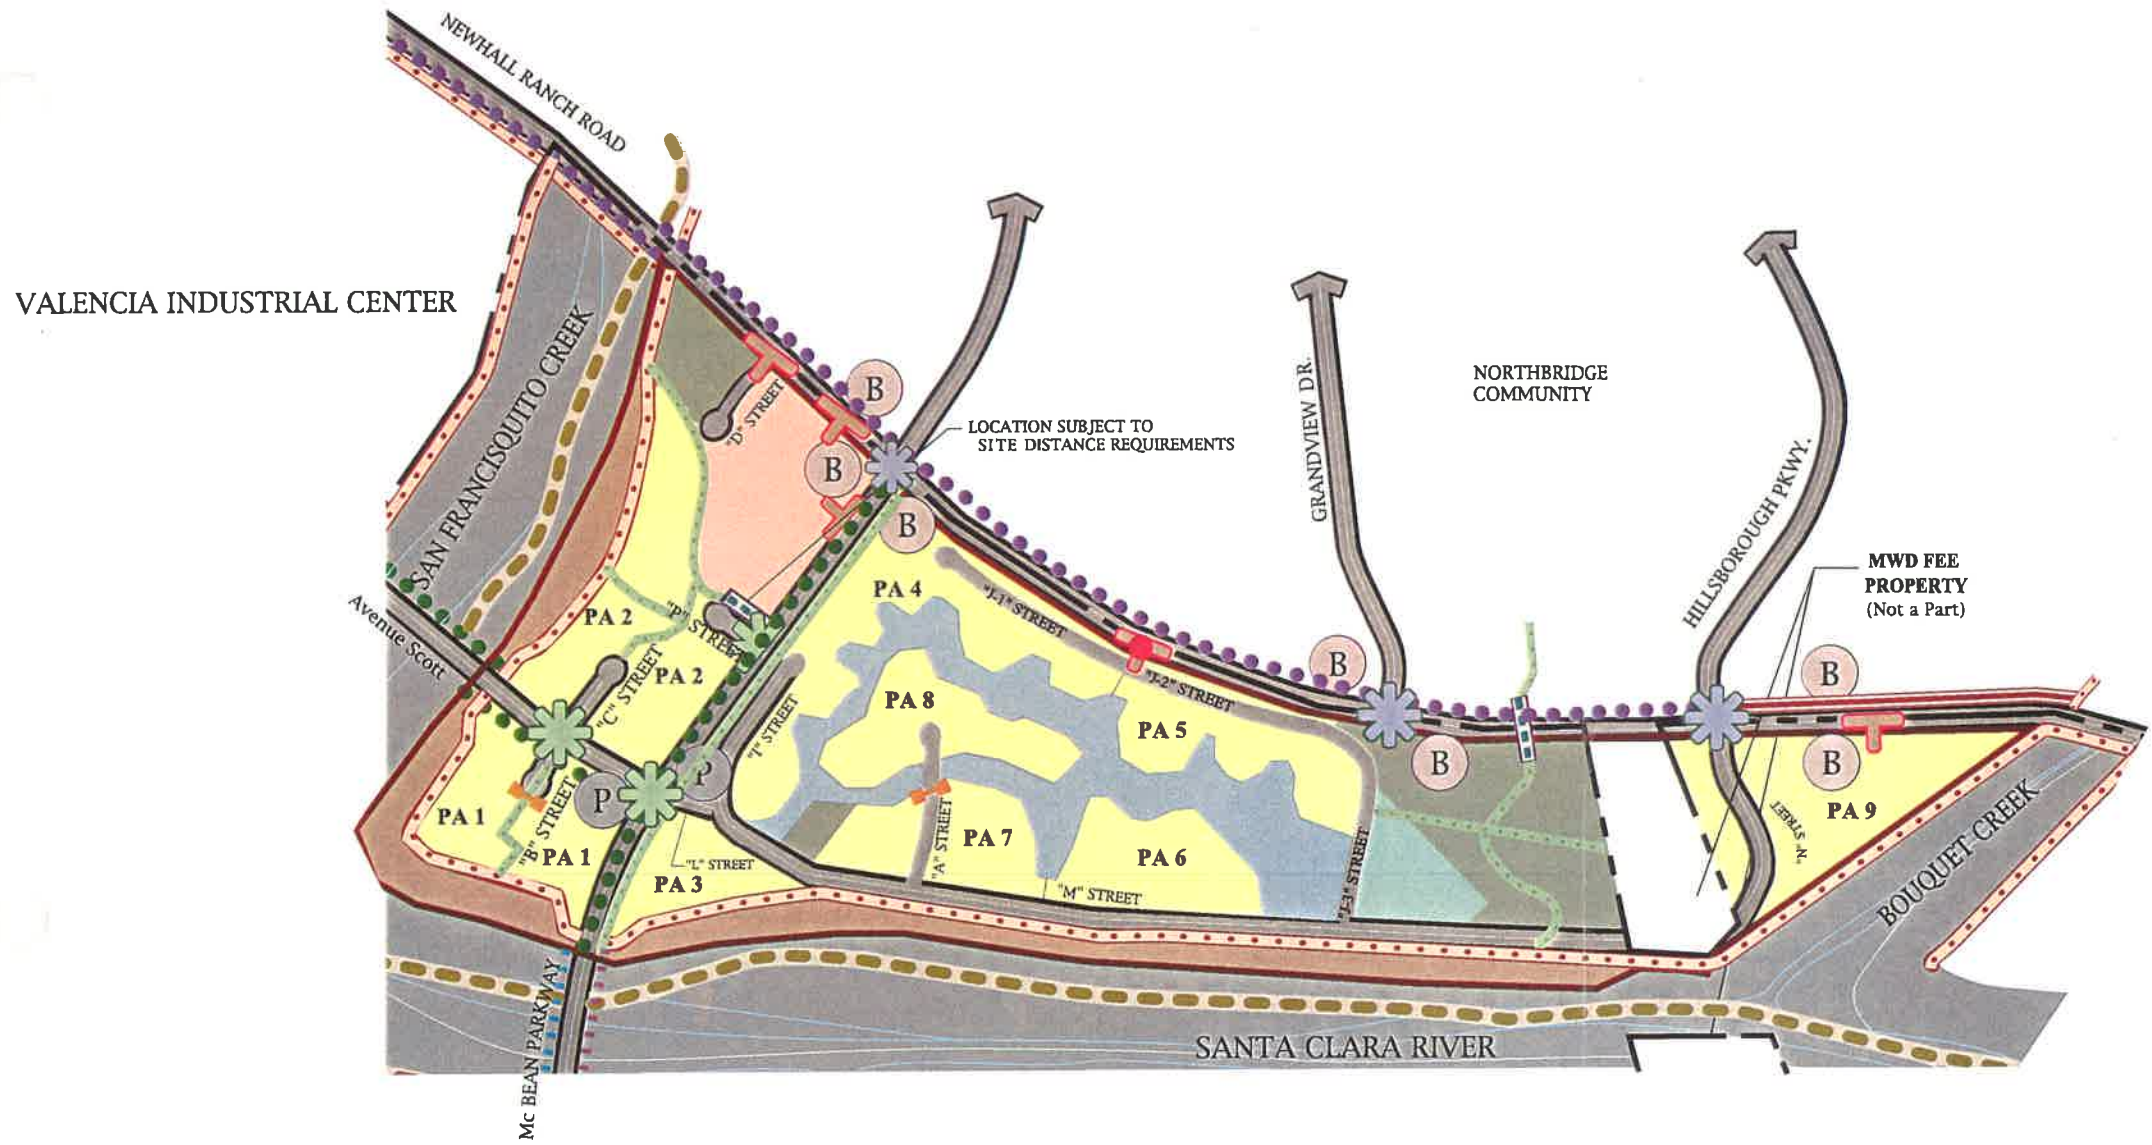 NEWHALL RANCH ROAD
VALENCIA INDUSTRIAL CENTER
SAN FRANCISQUITO CREEK
"D" STREET
B
B
B
LOCATION SUBJECT TO
SITE DISTANCE REQUIREMENTS
GRANDVIEW DR.
NORTHBRIDGE
COMMUNITY
HILLSBOROUGH PKWY.
MWD FEE
PROPERTY
(Not a Part)
Avenue Scott
PA 2
"P" STREET
PA 4
"J-1" STREET
"C" STREET
PA 2
"I" STREET
PA 8
"J-2" STREET
PA 5
B
B
B
B
"N" STREET
PA 9
BOUQUET CREEK
P
P
PA 1
"B" STREET
PA 1
"L" STREET
PA 3
"A" STREET
PA 7
PA 6
"M" STREET
"J-3" STREET
Mc BEAN PARKWAY
SANTA CLARA RIVER